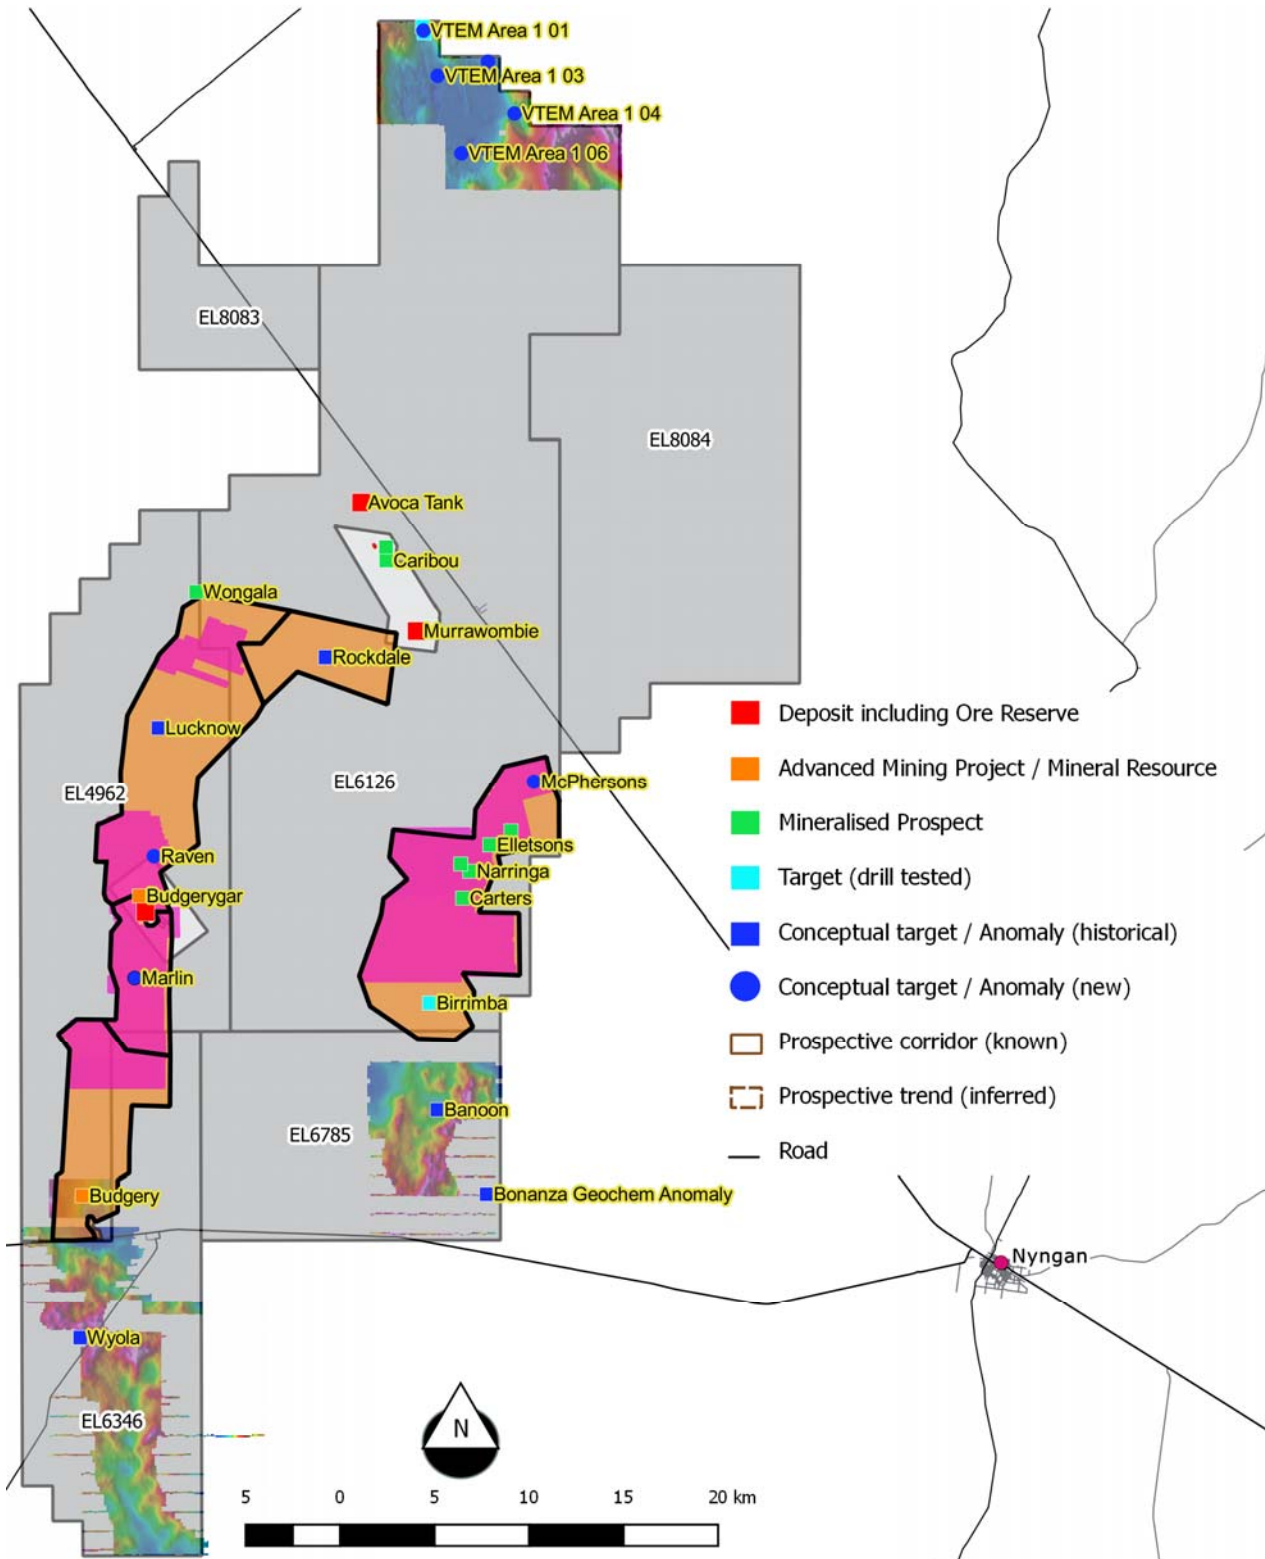 VTEM Area 1 01
VTEM Area 1 03
VTEM Area 1 04
VTEM Area 1 06
EL8083
EL8084
Avoca Tank
Caribou
Wongala
Murrawombie
Rockdale
Lucknow
EL4962
EL6126
McPhersons
Elletsons
Raven
Narringa
Budgerygar
Carters
Marlin
Birrimba
Banoon
EL6785
Budgery
Bonanza Geochem Anomaly
Wyola
EL6346
Deposit including Ore Reserve
Advanced Mining Project / Mineral Resource
Mineralised Prospect
Target (drill tested)
Conceptual target / Anomaly (historical)
Conceptual target / Anomaly (new)
Prospective corridor (known)
Prospective trend (inferred)
Road
Nyngan
N
5 0 5 10 15 20 km